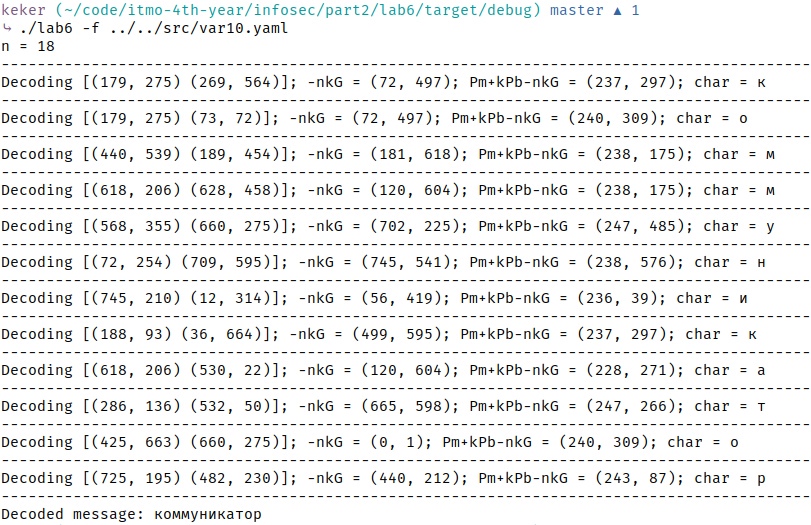 keker (~/code/itmo-4th-year/infosec/part2/lab6/target/debug) master ▲ 1
↪ ./lab6 -f ../../src/var10.yaml
n = 18
--------------------------------------------------------------------------------
Decoding [(179, 275) (269, 564)]; -nkG = (72, 497); Pm+kPb-nkG = (237, 297); char = к
--------------------------------------------------------------------------------
Decoding [(179, 275) (73, 72)]; -nkG = (72, 497); Pm+kPb-nkG = (240, 309); char = о
--------------------------------------------------------------------------------
Decoding [(440, 539) (189, 454)]; -nkG = (181, 618); Pm+kPb-nkG = (238, 175); char = м
--------------------------------------------------------------------------------
Decoding [(618, 206) (628, 458)]; -nkG = (120, 604); Pm+kPb-nkG = (238, 175); char = м
--------------------------------------------------------------------------------
Decoding [(568, 355) (660, 275)]; -nkG = (702, 225); Pm+kPb-nkG = (247, 485); char = у
--------------------------------------------------------------------------------
Decoding [(72, 254) (709, 595)]; -nkG = (745, 541); Pm+kPb-nkG = (238, 576); char = н
--------------------------------------------------------------------------------
Decoding [(745, 210) (12, 314)]; -nkG = (56, 419); Pm+kPb-nkG = (236, 39); char = и
--------------------------------------------------------------------------------
Decoding [(188, 93) (36, 664)]; -nkG = (499, 595); Pm+kPb-nkG = (237, 297); char = к
--------------------------------------------------------------------------------
Decoding [(618, 206) (530, 22)]; -nkG = (120, 604); Pm+kPb-nkG = (228, 271); char = а
--------------------------------------------------------------------------------
Decoding [(286, 136) (532, 50)]; -nkG = (665, 598); Pm+kPb-nkG = (247, 266); char = т
--------------------------------------------------------------------------------
Decoding [(425, 663) (660, 275)]; -nkG = (0, 1); Pm+kPb-nkG = (240, 309); char = о
--------------------------------------------------------------------------------
Decoding [(725, 195) (482, 230)]; -nkG = (440, 212); Pm+kPb-nkG = (243, 87); char = р
--------------------------------------------------------------------------------
Decoded message: коммуникатор